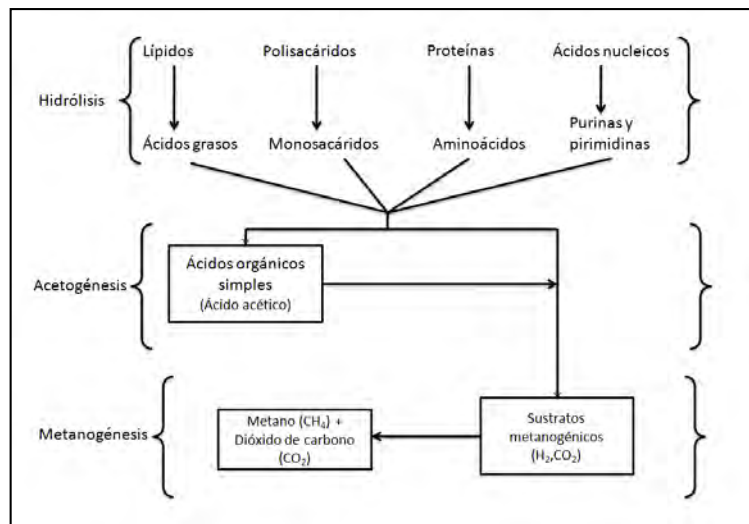 Lípidos Polisacáridos Proteínas Ácidos nucleicos
Hidrólisis
Ácidos grasos Monosacáridos Aminoácidos Purinas y
pirimidinas
Ácidos orgánicos
simples
(Ácido acético)
Acetogénesis
Metano (CH₄) +
Dióxido de carbono
(CO₂)
Sustratos
metanogénicos
(H₂,CO₂)
Metanogénesis